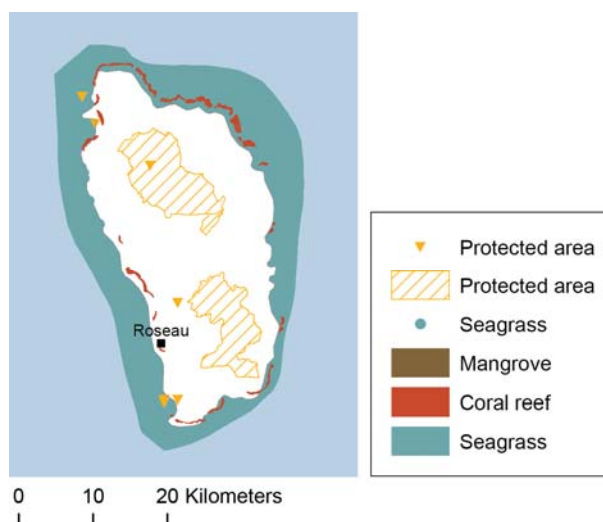 Roseau
Protected area
Protected area
Seagrass
Mangrove
Coral reef
Seagrass
0 10 20 Kilometers